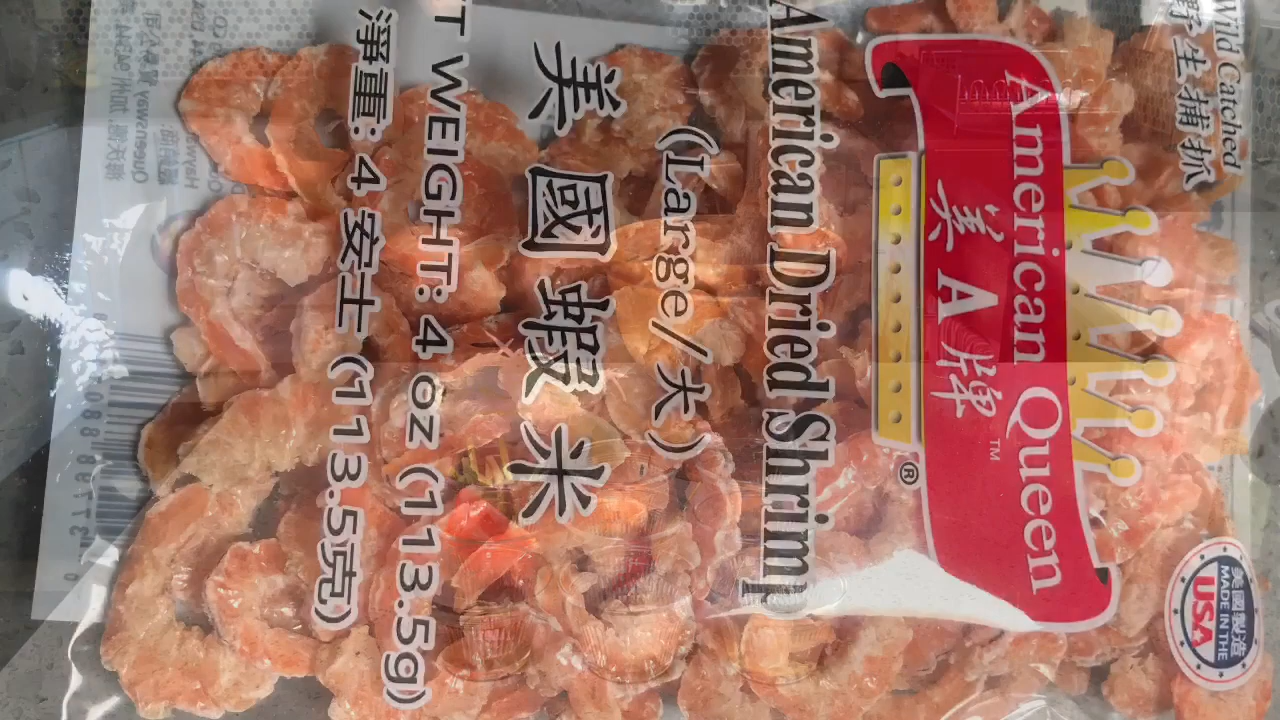 Wild Catched
野生蒲抓
American Queen
TM
美A牌
®
American Dried Shrimp
(Large/大)
美國蝦米
T WEIGHT: 4 oz (113.5g)
淨重: 4 安士 (113.5克)
美國製造
MADE IN THE
USA